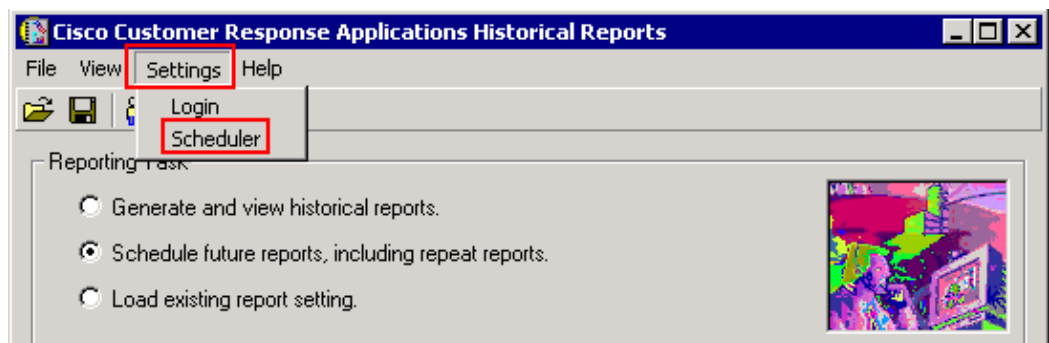 Cisco Customer Response Applications Historical Reports
File View Settings Help
Login
Scheduler
Reporting Task
Generate and view historical reports.
Schedule future reports, including repeat reports.
Load existing report setting.